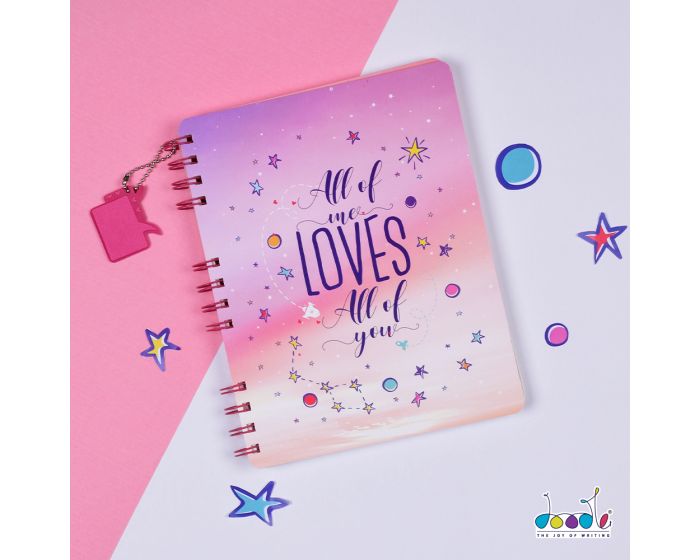 All of
me
LOVES
All of
you
doodle
THE JOY OF WRITING